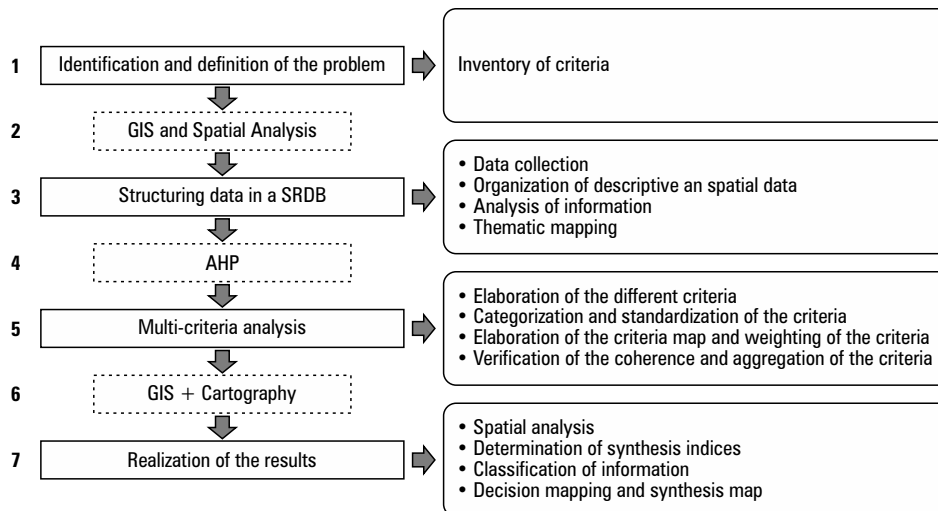 1 Identification and definition of the problem
Inventory of criteria
2 GIS and Spatial Analysis
3 Structuring data in a SRDB
• Data collection
• Organization of descriptive an spatial data
• Analysis of information
• Thematic mapping
4 AHP
5 Multi-criteria analysis
• Elaboration of the different criteria
• Categorization and standardization of the criteria
• Elaboration of the criteria map and weighting of the criteria
• Verification of the coherence and aggregation of the criteria
6 GIS + Cartography
7 Realization of the results
• Spatial analysis
• Determination of synthesis indices
• Classification of information
• Decision mapping and synthesis map